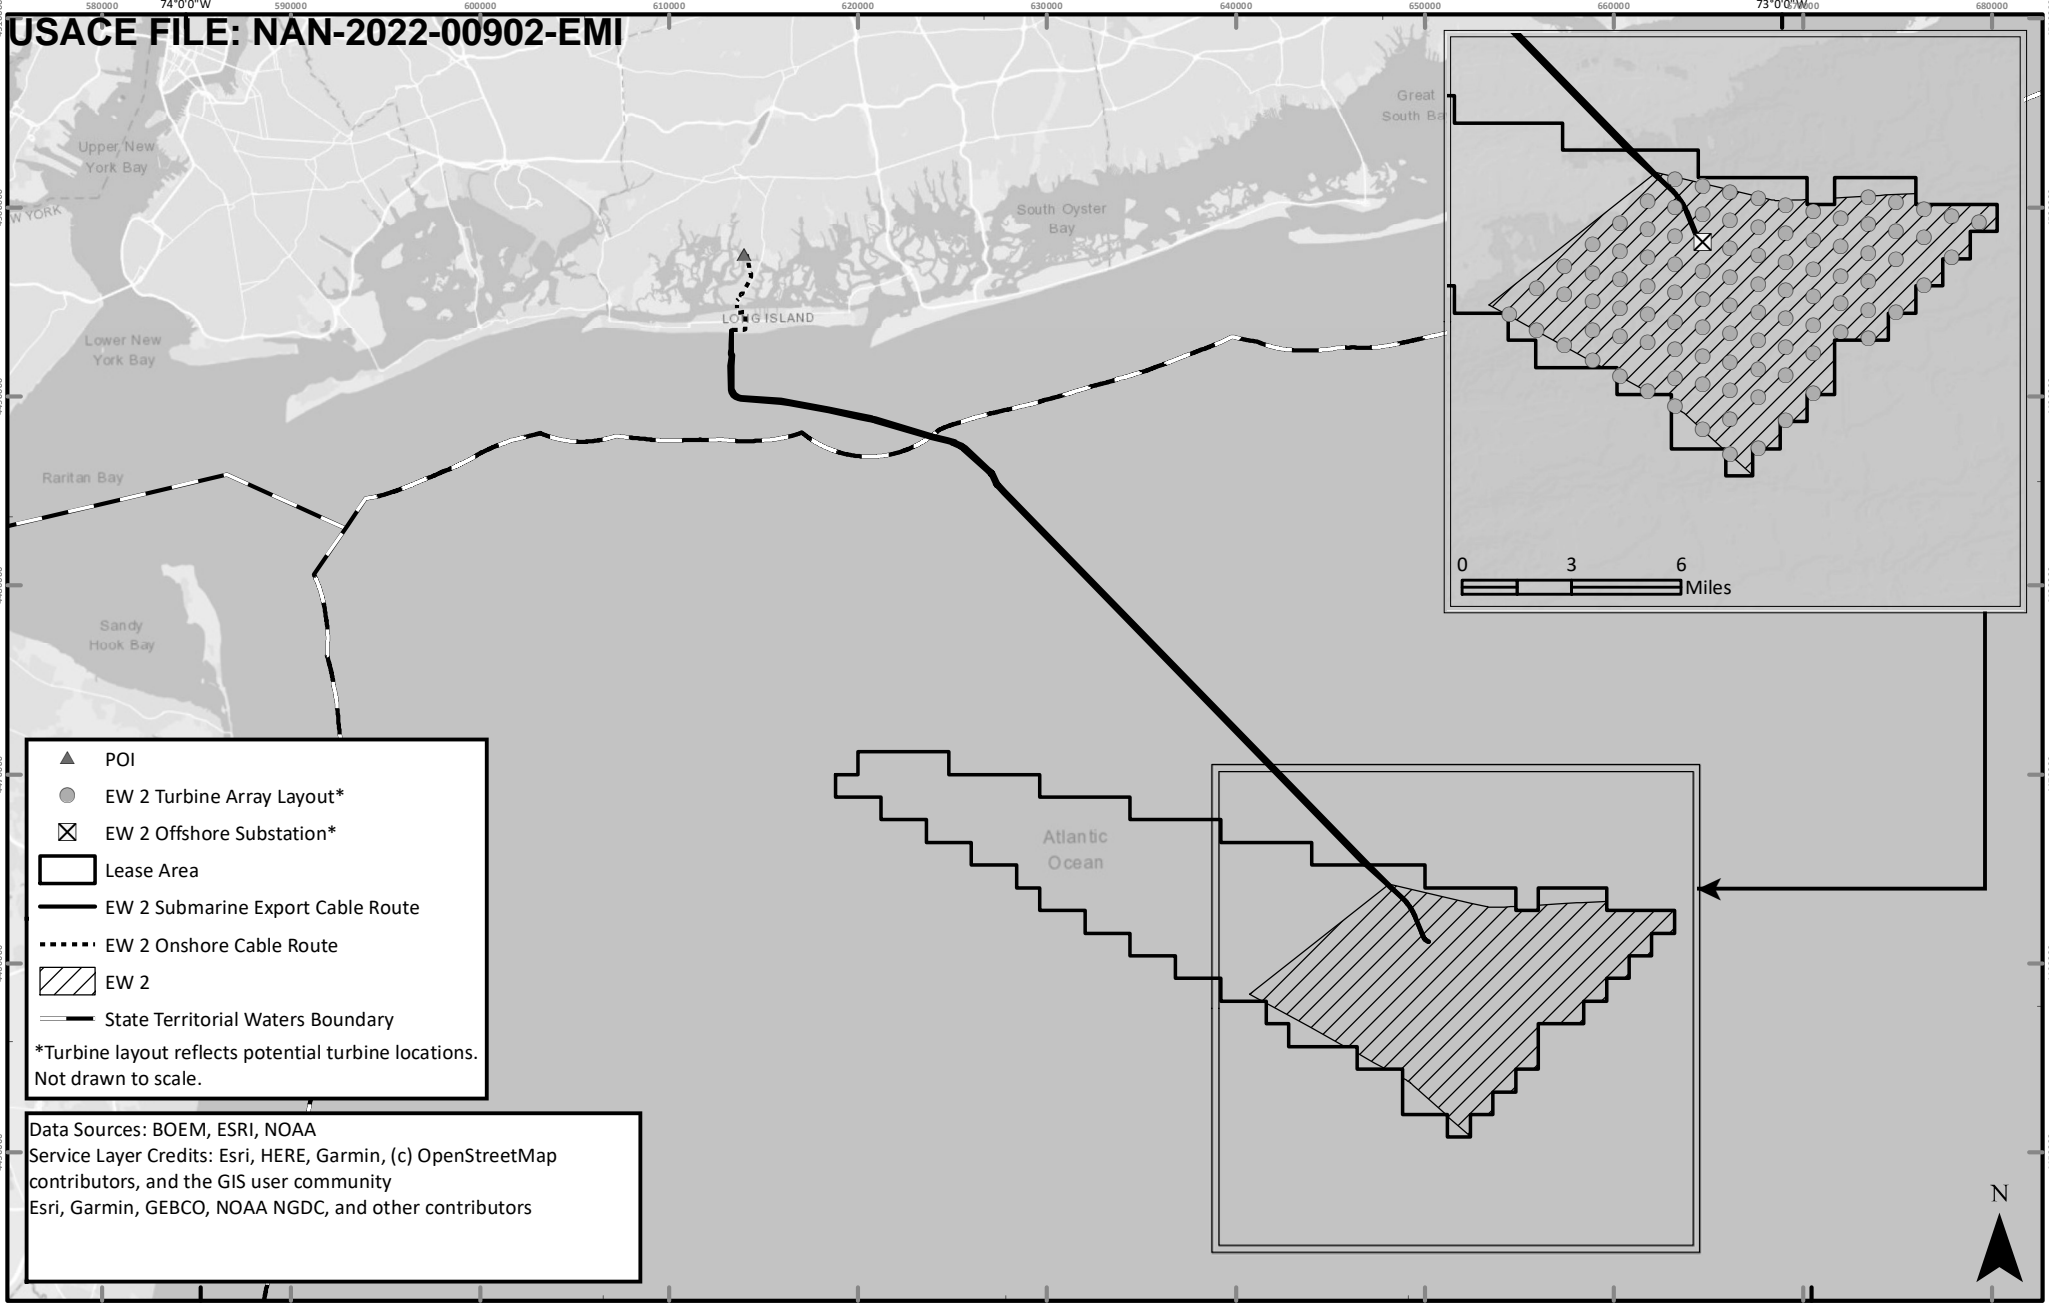 580000
74°0'0"W
590000
600000
610000
620000
630000
640000
650000
660000
73°0'0"W
670000
680000
USACE FILE: NAN-2022-00902-EMI
Great
South Ba
Upper New
York Bay
W YORK
South Oyster
Bay
LONG ISLAND
Lower New
York Bay
Raritan Bay
Sandy
Hook Bay
Atlantic
Ocean
0 3 6
Miles
POI
EW 2 Turbine Array Layout*
EW 2 Offshore Substation*
Lease Area
EW 2 Submarine Export Cable Route
EW 2 Onshore Cable Route
EW 2
State Territorial Waters Boundary
*Turbine layout reflects potential turbine locations.
Not drawn to scale.
Data Sources: BOEM, ESRI, NOAA
Service Layer Credits: Esri, HERE, Garmin, (c) OpenStreetMap
contributors, and the GIS user community
Esri, Garmin, GEBCO, NOAA NGDC, and other contributors
N